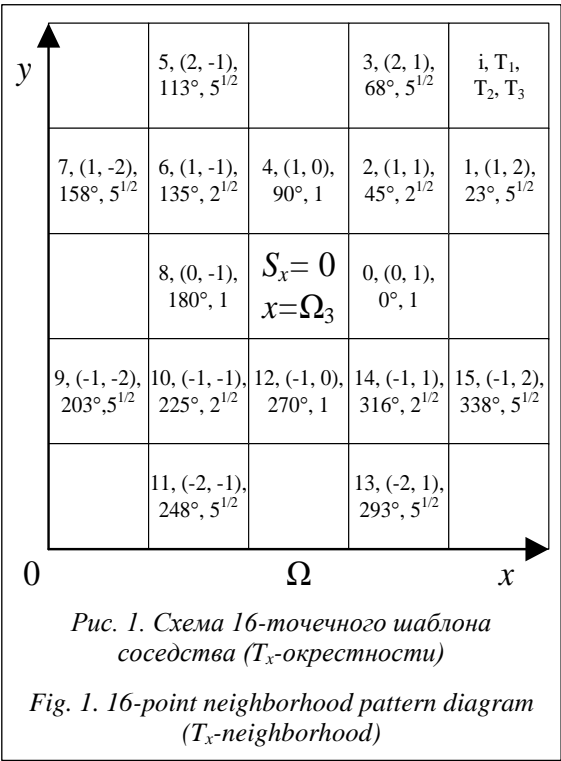 y
5, (2, -1),
113°, 5^{1/2}
3, (2, 1),
68°, 5^{1/2}
i, T₁,
T₂, T₃
7, (1, -2),
158°, 5^{1/2}
6, (1, -1),
135°, 2^{1/2}
4, (1, 0),
90°, 1
2, (1, 1),
45°, 2^{1/2}
1, (1, 2),
23°, 5^{1/2}
8, (0, -1),
180°, 1
Sₓ= 0
x=Ω₃
0, (0, 1),
0°, 1
9, (-1, -2),
203°,5^{1/2}
10, (-1, -1),
225°, 2^{1/2}
12, (-1, 0),
270°, 1
14, (-1, 1),
316°, 2^{1/2}
15, (-1, 2),
338°, 5^{1/2}
11, (-2, -1),
248°, 5^{1/2}
13, (-2, 1),
293°, 5^{1/2}
0 Ω x
Рис. 1. Схема 16-точечного шаблона
соседства (Tₓ-окрестности)
Fig. 1. 16-point neighborhood pattern diagram
(Tₓ-neighborhood)